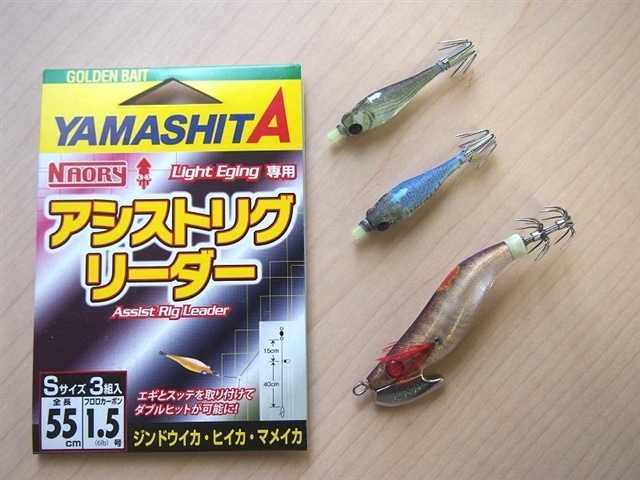 GOLDEN BAIT
YAMASHITA
NAORY Light Eging 専用
アシストリグ
リーダー
Assist Rig Leader
15cm
40cm
Sサイズ 3組入
全長 55cm
フロロカーボン 1.5号
(6lb)
エギとスッテを取り付けて
ダブルヒットが可能に!
ジンドウイカ・ヒイカ・マメイカ